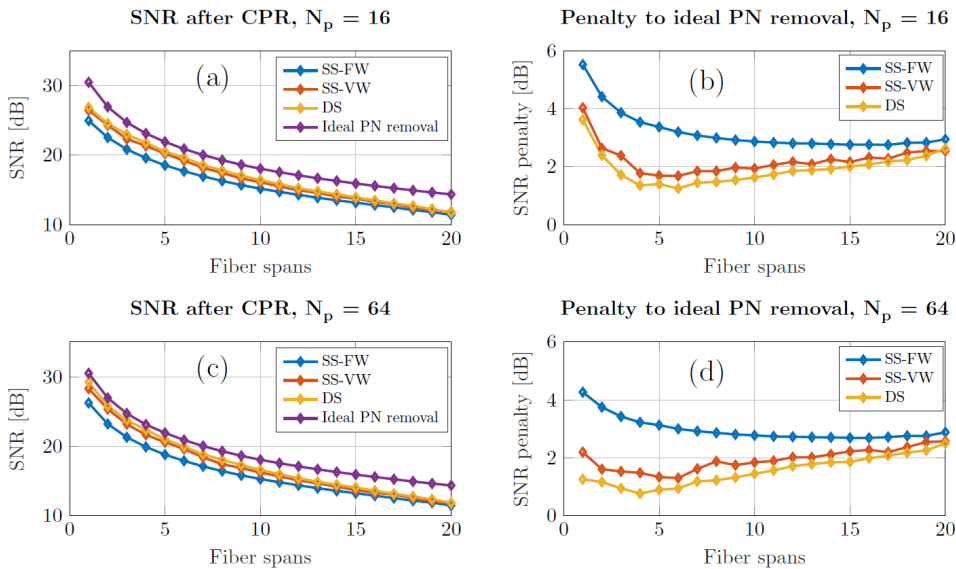 SNR after CPR, Np = 16
SNR [dB]
30
20
10
(a)
SS-FW
SS-VW
DS
Ideal PN removal
0
5
10
15
20
Fiber spans
Penalty to ideal PN removal, Np = 16
SNR penalty [dB]
6
4
2
0
(b)
SS-FW
SS-VW
DS
0
5
10
15
20
Fiber spans
SNR after CPR, Np = 64
SNR [dB]
30
20
10
(c)
SS-FW
SS-VW
DS
Ideal PN removal
0
5
10
15
20
Fiber spans
Penalty to ideal PN removal, Np = 64
SNR penalty [dB]
6
4
2
0
(d)
SS-FW
SS-VW
DS
0
5
10
15
20
Fiber spans